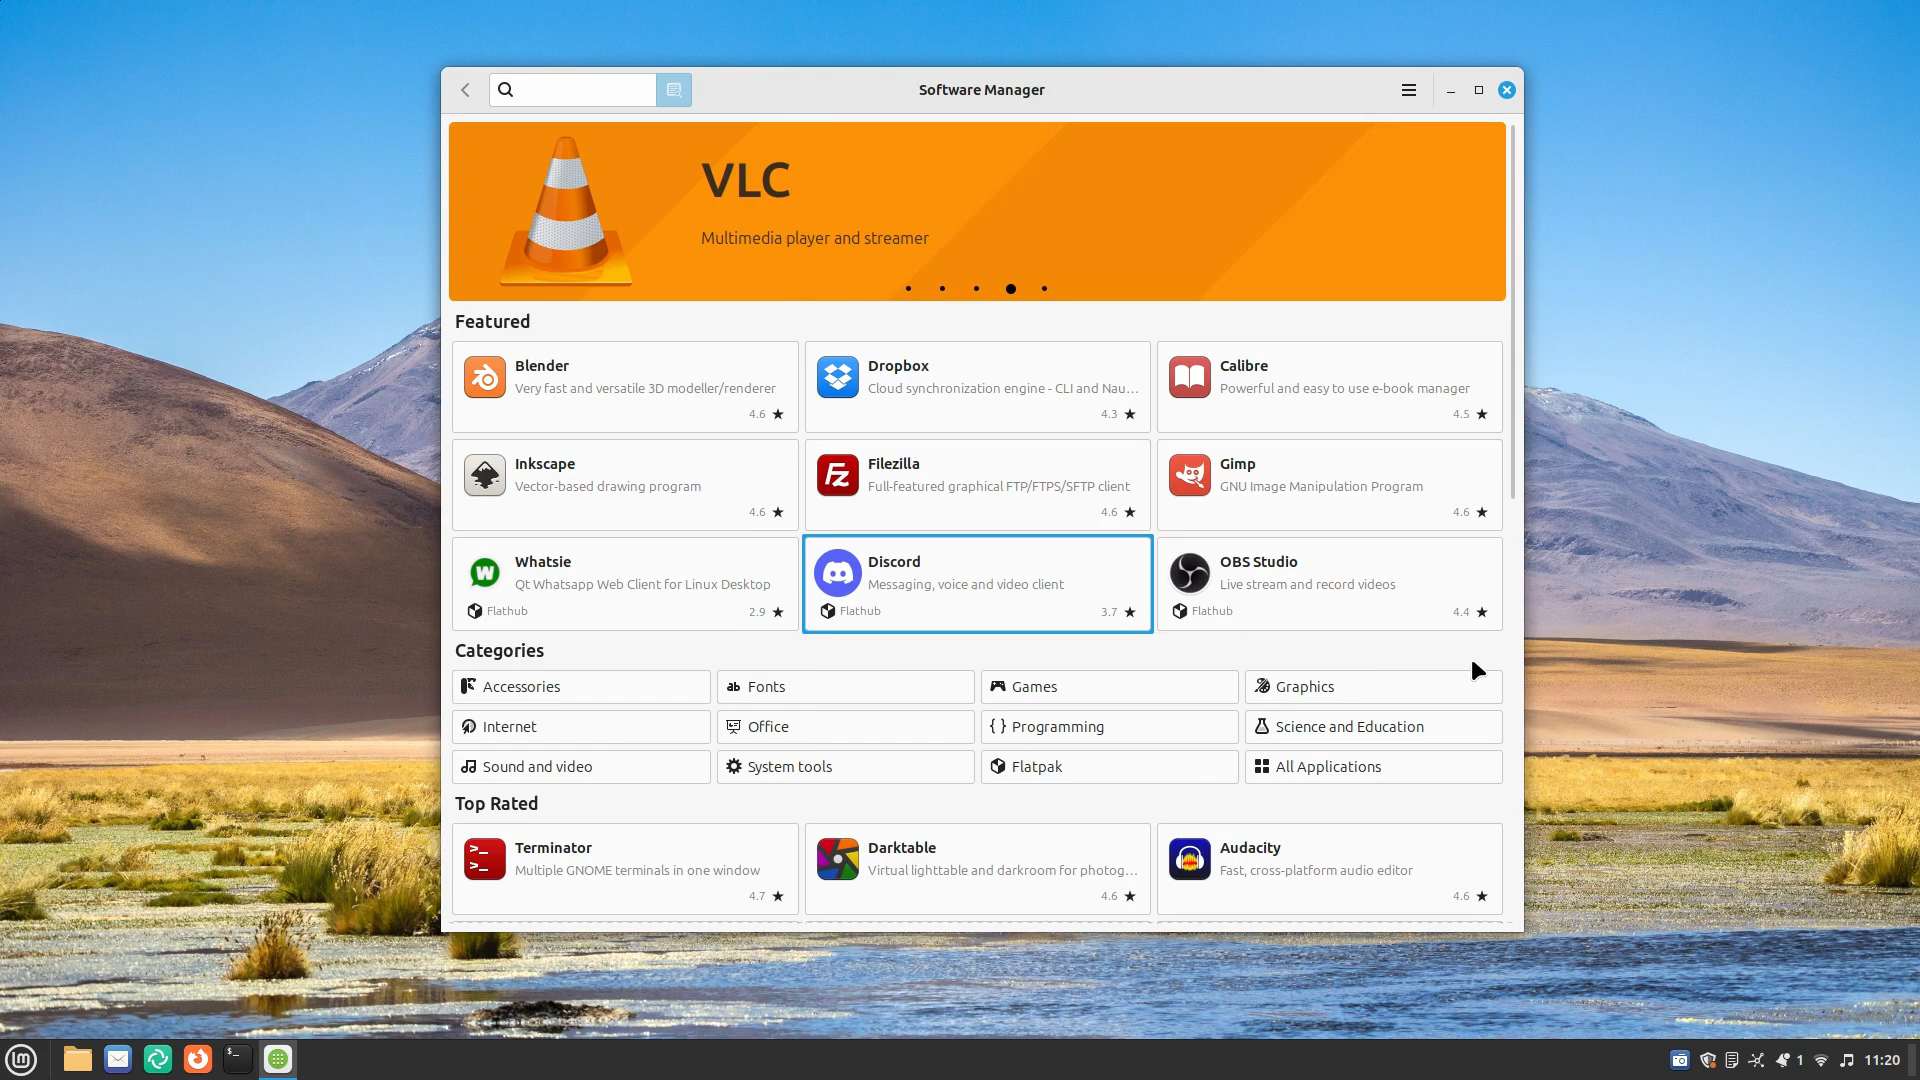 Software Manager
VLC
Multimedia player and streamer
Featured
Blender
Very fast and versatile 3D modeller/renderer
4.6 ★
Dropbox
Cloud synchronization engine - CLI and Nau...
4.3 ★
Calibre
Powerful and easy to use e-book manager
4.5 ★
Inkscape
Vector-based drawing program
4.6 ★
Filezilla
Full-featured graphical FTP/FTPS/SFTP client
4.6 ★
Gimp
GNU Image Manipulation Program
4.6 ★
Whatsie
Qt Whatsapp Web Client for Linux Desktop
Flathub 2.9 ★
Discord
Messaging, voice and video client
Flathub 3.7 ★
OBS Studio
Live stream and record videos
Flathub 4.4 ★
Categories
Accessories
ab Fonts
Games
Graphics
Internet
Office
{ } Programming
Science and Education
Sound and video
System tools
Flatpak
All Applications
Top Rated
Terminator
Multiple GNOME terminals in one window
4.7 ★
Darktable
Virtual lighttable and darkroom for photog...
4.6 ★
Audacity
Fast, cross-platform audio editor
4.6 ★
1
11:20